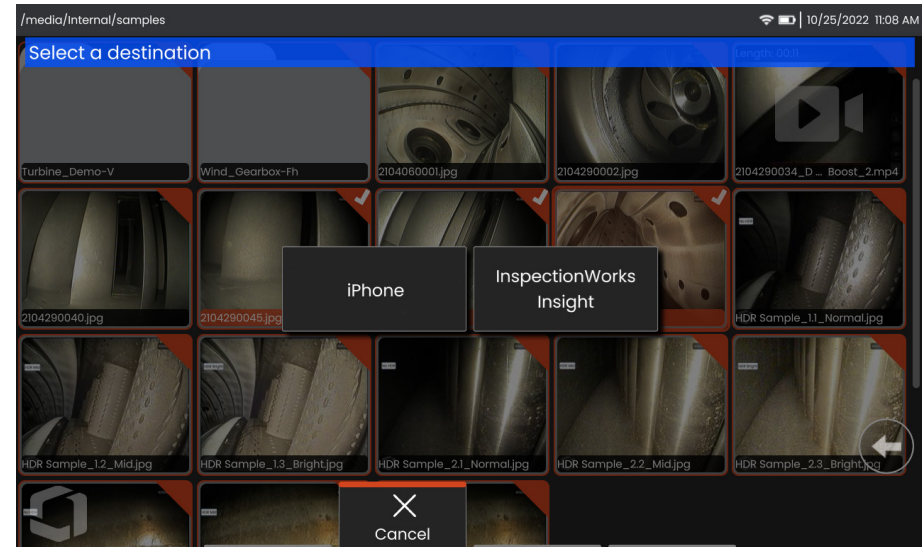 /media/Internal/samples
10/25/2022 11:08 AM
Select a destination
Length: 00:11
Turbine_Demo-V
Wind_Gearbox-Fh
2104060001.jpg
2104290002.jpg
2104290034_D ... Boost_2.mp4
iPhone
InspectionWorks
Insight
2104290040.jpg
2104290045.jpg
HDR Sample_1.1_Normal.jpg
HDR Sample_1.2_Mid.jpg
HDR Sample_1.3_Bright.jpg
HDR Sample_2.1_Normal.jpg
HDR Sample_2.2_Mid.jpg
HDR Sample_2.3_Bright.jpg
Cancel